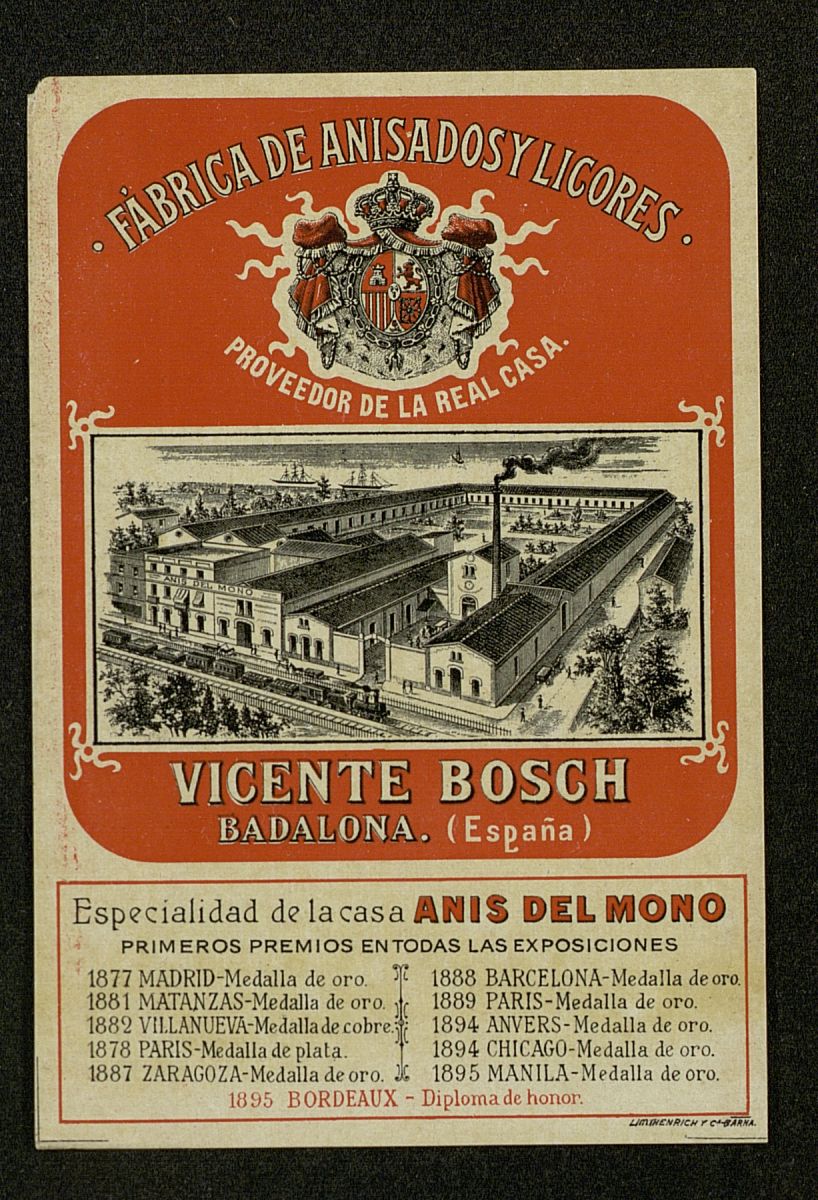 · FÁBRICA DE ANISADOS Y LICORES ·
PROVEEDOR DE LA REAL CASA.
ANIS DEL MONO
VICENTE BOSCH
BADALONA. (España)
Especialidad de la casa ANIS DEL MONO
PRIMEROS PREMIOS EN TODAS LAS EXPOSICIONES
1877 MADRID-Medalla de oro.
1881 MATANZAS-Medalla de oro.
1882 VILLANUEVA-Medalla de cobre.
1878 PARIS-Medalla de plata.
1887 ZARAGOZA-Medalla de oro.
1888 BARCELONA-Medalla de oro.
1889 PARIS-Medalla de oro.
1894 ANVERS-Medalla de oro.
1894 CHICAGO-Medalla de oro.
1895 MANILA-Medalla de oro.
1895 BORDEAUX - Diploma de honor.
LIT. HENRICH Y Cª-BARNA.